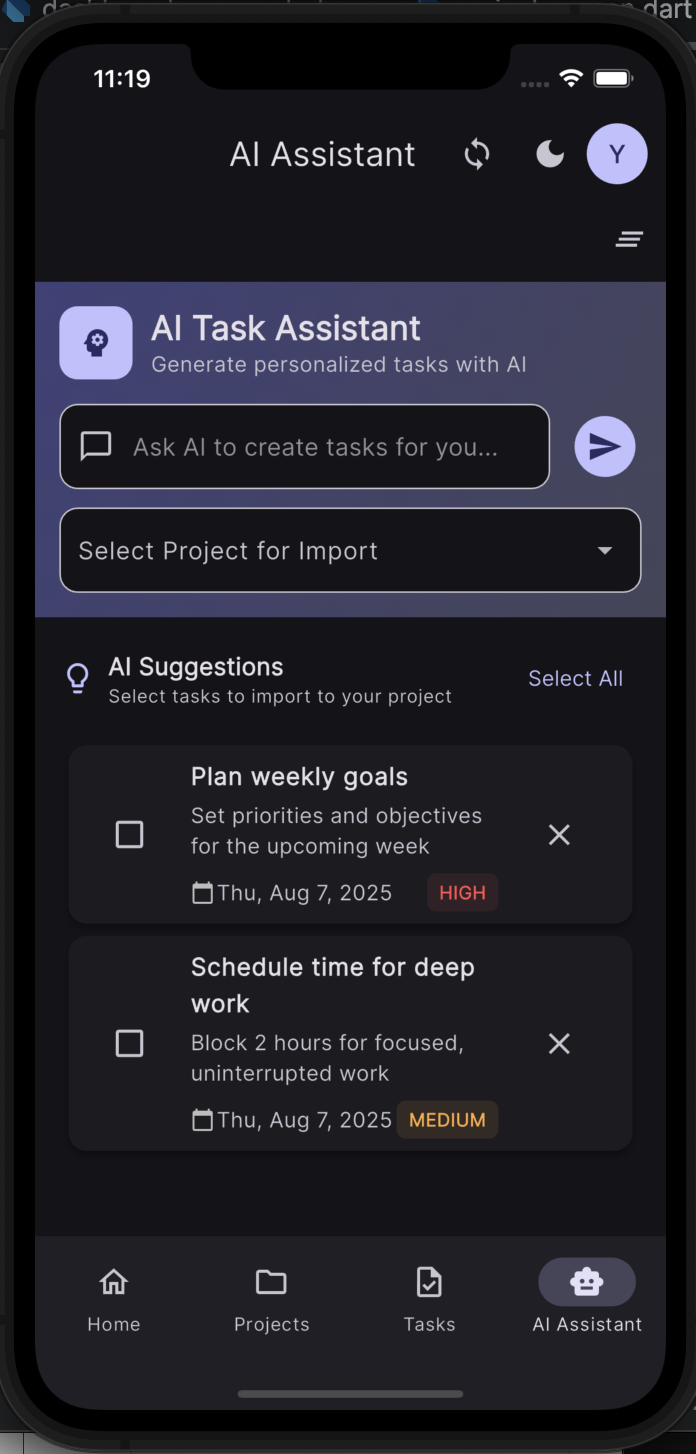 dart
11:19
AI Assistant
Y
AI Task Assistant
Generate personalized tasks with AI
Ask AI to create tasks for you...
Select Project for Import
AI Suggestions
Select tasks to import to your project
Select All
Plan weekly goals
Set priorities and objectives
for the upcoming week
Thu, Aug 7, 2025
HIGH
Schedule time for deep
work
Block 2 hours for focused,
uninterrupted work
Thu, Aug 7, 2025
MEDIUM
Home
Projects
Tasks
AI Assistant